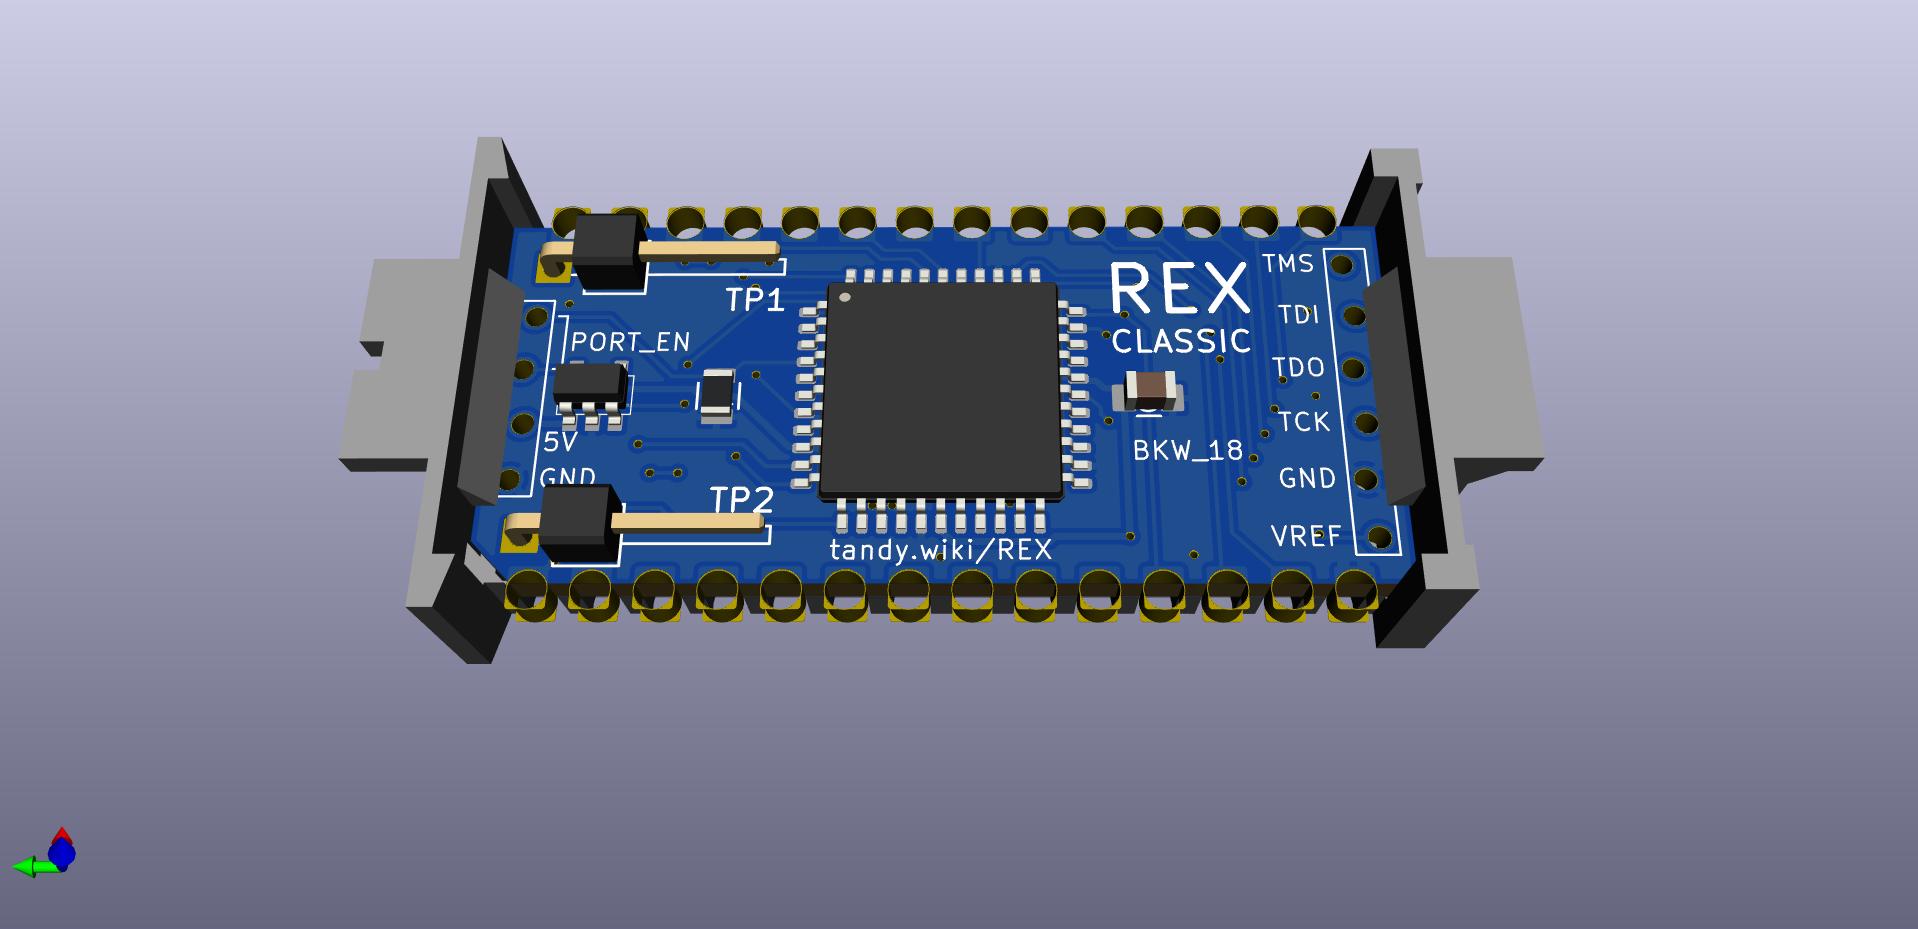 TP1
PORT_EN
5V
GND
TP2
REX
CLASSIC
BKW_18
tandy.wiki/REX
TMS
TDI
TDO
TCK
GND
VREF